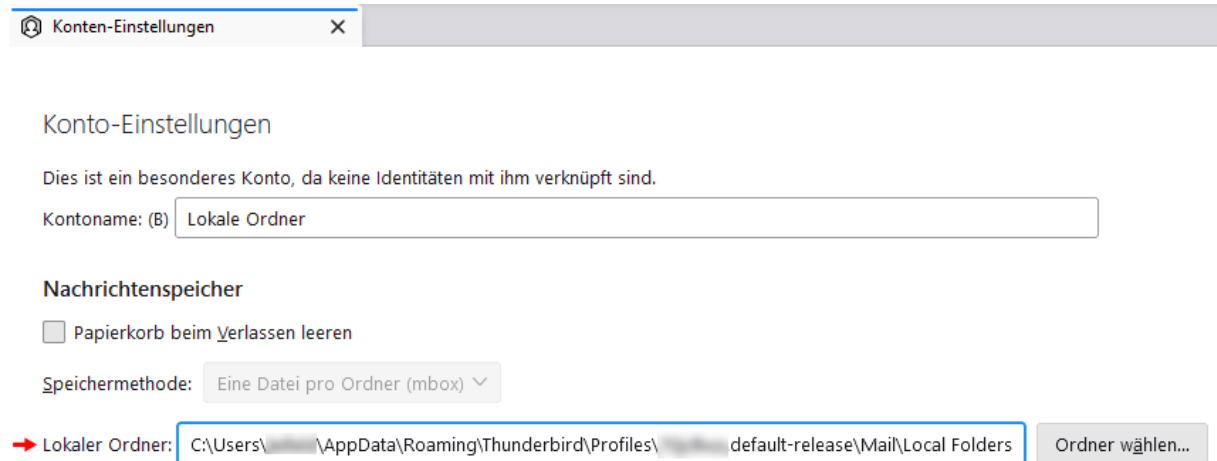 Konten-Einstellungen
Konto-Einstellungen
Dies ist ein besonderes Konto, da keine Identitäten mit ihm verknüpft sind.
Kontoname: (B) Lokale Ordner
Nachrichtenspeicher
Papierkorb beim Verlassen leeren
Speichermethode: Eine Datei pro Ordner (mbox)
Lokaler Ordner: C:\Users\ \AppData\Roaming\Thunderbird\Profiles\ default-release\Mail\Local Folders Ordner wählen...